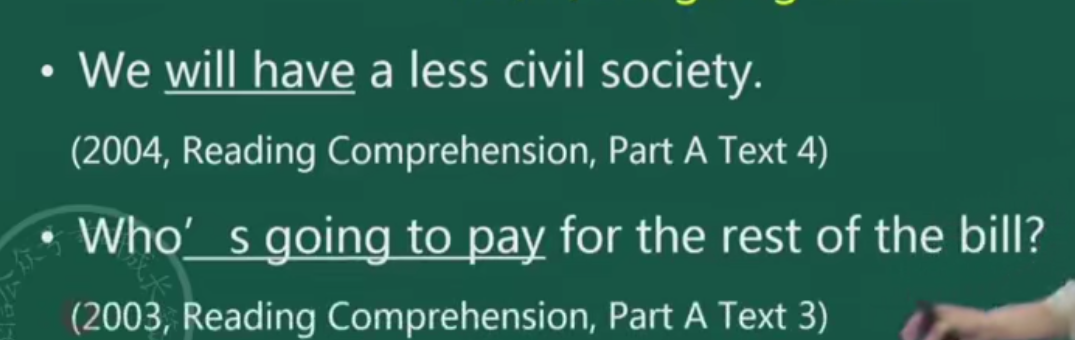 • We will have a less civil society.
(2004, Reading Comprehension, Part A Text 4)
• Who’ s going to pay for the rest of the bill?
(2003, Reading Comprehension, Part A Text 3)